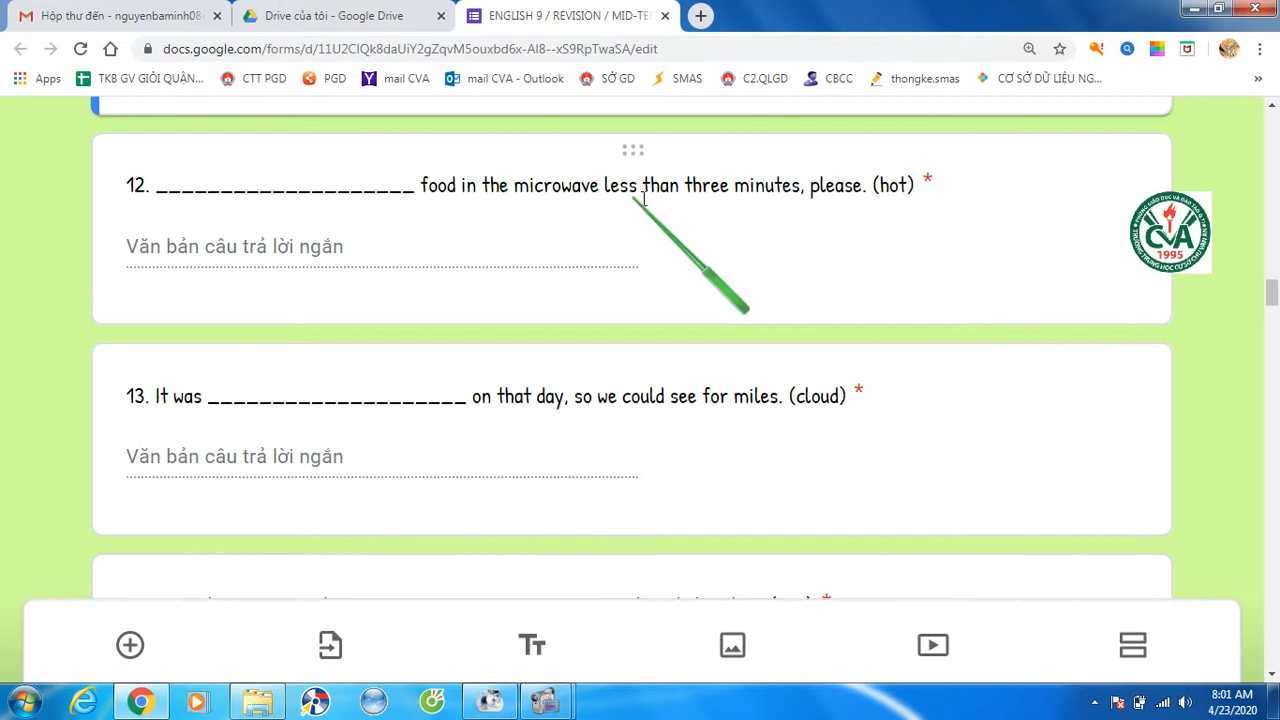 Hộp thư đến - nguyenbaminh08
Drive của tôi - Google Drive
ENGLISH 9 / REVISION / MID-TE
docs.google.com/forms/d/11U2ClQk8daUiY2gZqWM5otRbd6x-AI8--xS9RpTwaSA/edit
Apps
TKB GV GIỎI QUÂN...
CTT PGD
PGD
mail CVA
mail CVA - Outlook
SỞ GD
SMAS
C2.QLGD
CBCC
thongke.smas
CƠ SỞ DỮ LIỆU NG...
»
12. ____________________ food in the microwave less than three minutes, please. (hot) *
Văn bản câu trả lời ngắn
CVA
1995
13. It was ____________________ on that day, so we could see for miles. (cloud) *
Văn bản câu trả lời ngắn
Tт
8:01 AM
4/23/2020